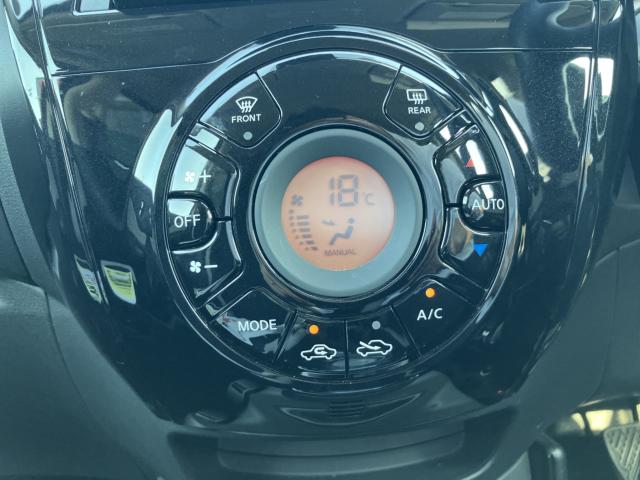 FRONT
REAR
+
OFF
−
18°C
MANUAL
AUTO
MODE
A/C